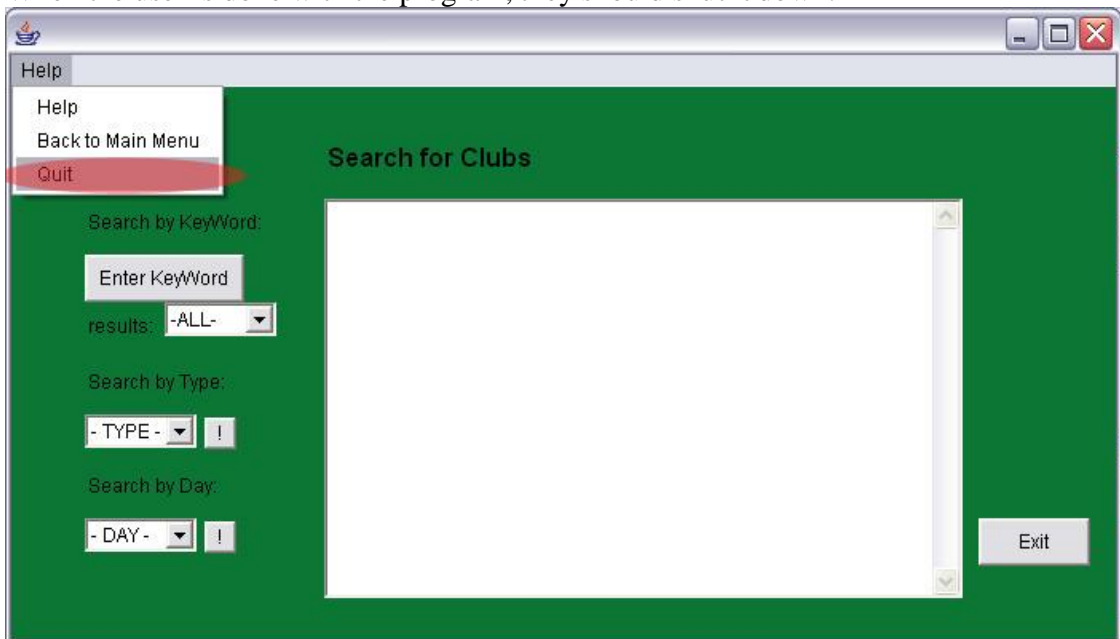 Help
Help
Back to Main Menu
Quit
Search for Clubs
Search by KeyWord:
Enter KeyWord
results: -ALL-
Search by Type:
- TYPE - !
Search by Day:
- DAY - !
Exit